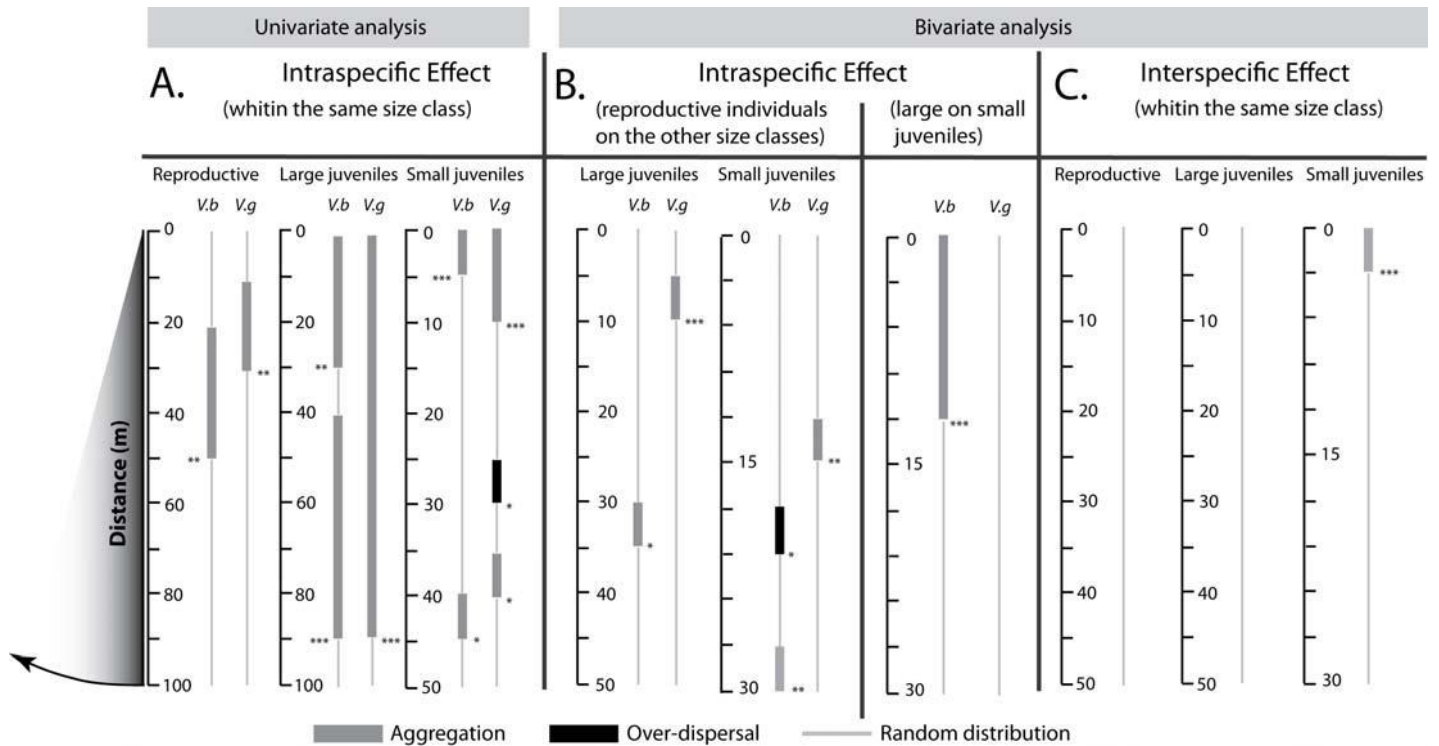 Univariate analysis
Bivariate analysis
A.
Intraspecific Effect
(whitin the same size class)
B.
Intraspecific Effect
(reproductive individuals
on the other size classes)
(large on small
juveniles)
C.
Interspecific Effect
(whitin the same size class)
Reproductive
V.b V.g
Large juveniles
V.b V.g
Small juveniles
V.b V.g
Large juveniles
V.b V.g
Small juveniles
V.b V.g
V.b V.g
Reproductive
Large juveniles
Small juveniles
Distance (m)
0
20
40
60
80
100
**
**
0
20
40
60
80
100
**
***
***
0
10
20
30
40
50
***
***
*
*
*
0
10
20
30
40
50
***
*
0
15
30
**
*
**
0
15
30
***
0
10
20
30
40
50
0
10
20
30
40
50
0
15
30
***
Aggregation
Over-dispersal
Random distribution